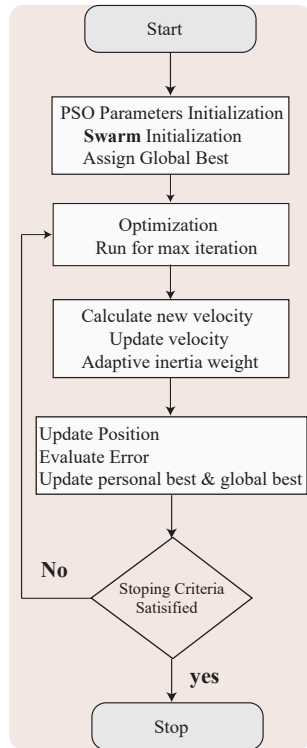 Start
PSO Parameters Initialization
Swarm Initialization
Assign Global Best
Optimization
Run for max iteration
Calculate new velocity
Update velocity
Adaptive inertia weight
Update Position
Evaluate Error
Update personal best & global best
No
Stoping Criteria
Satisified
yes
Stop